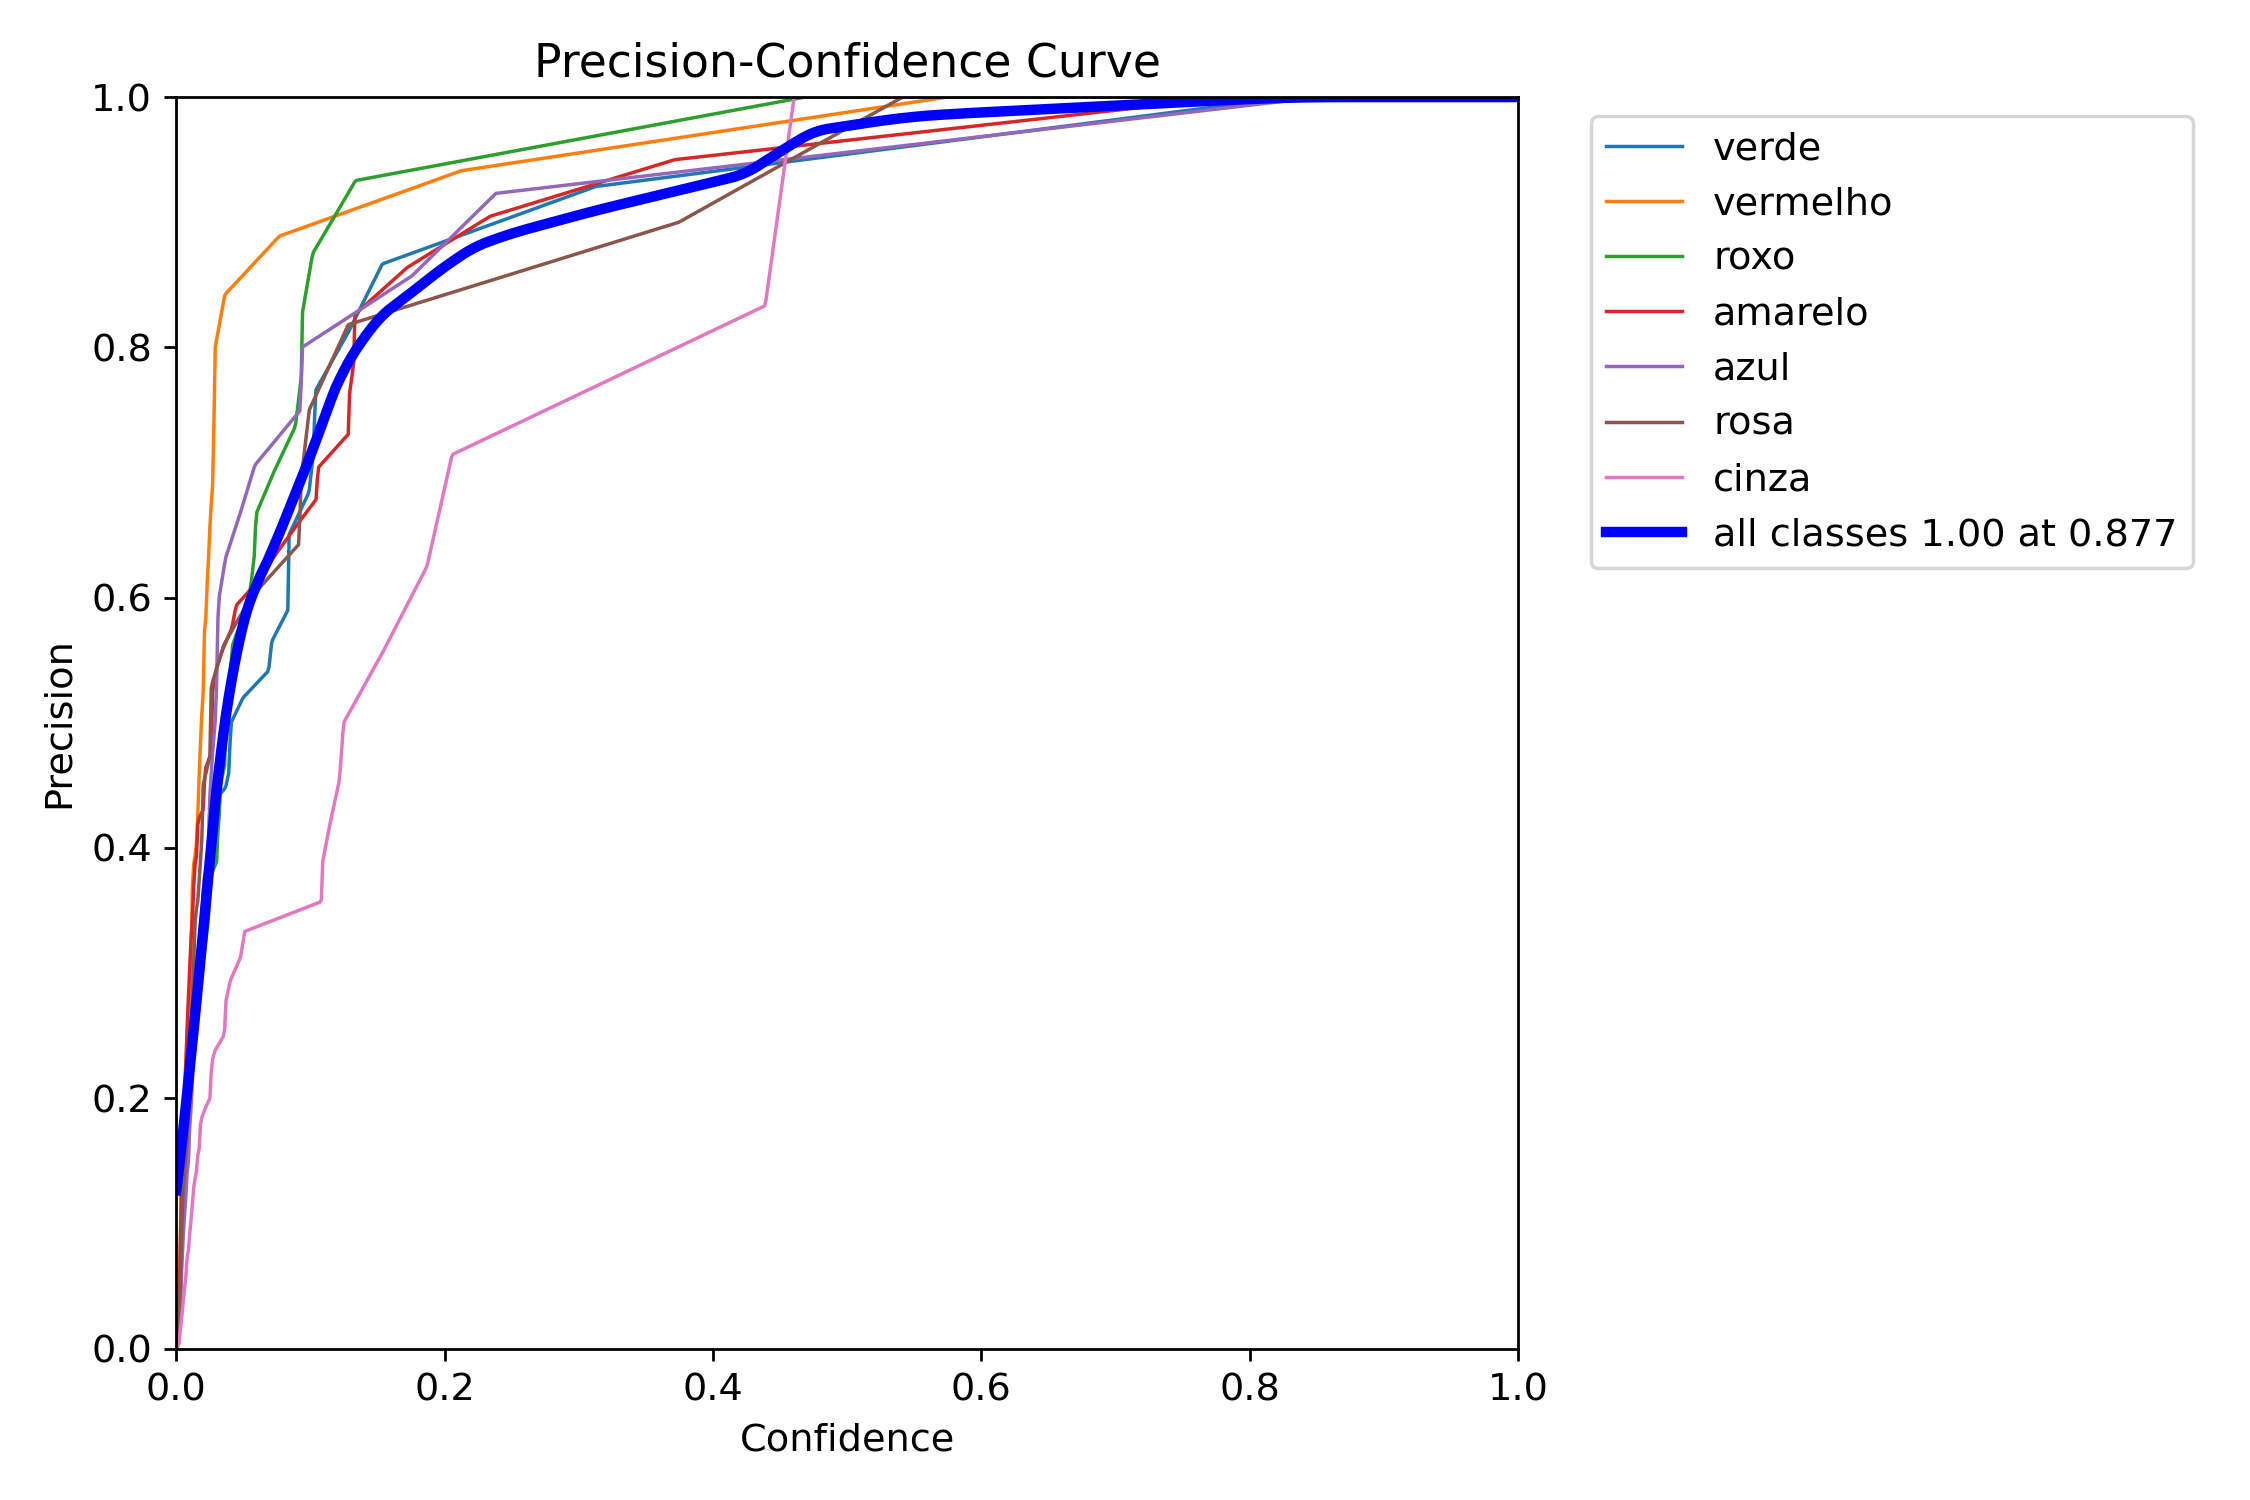 Precision-Confidence Curve
1.0
0.8
0.6
0.4
0.2
0.0
Precision
0.0 0.2 0.4 0.6 0.8 1.0
Confidence
verde
vermelho
roxo
amarelo
azul
rosa
cinza
all classes 1.00 at 0.877